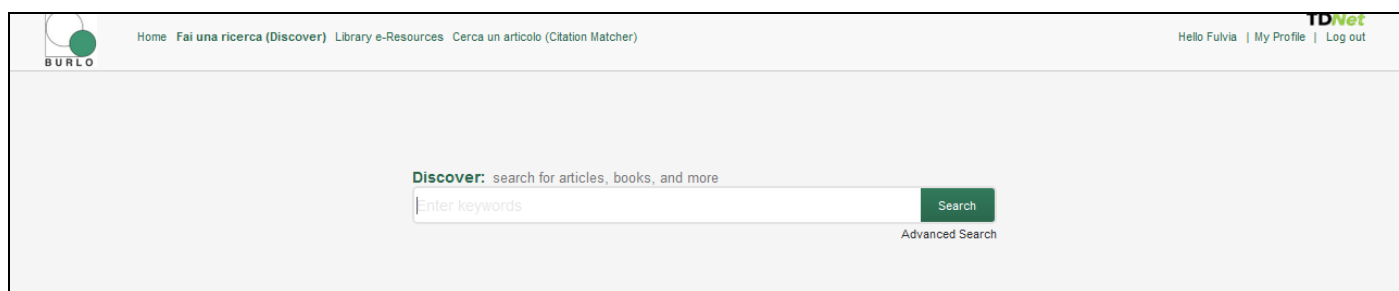 TDNet
Home Fai una ricerca (Discover) Library e-Resources Cerca un articolo (Citation Matcher) Hello Fulvia | My Profile | Log out
BURLO
Discover: search for articles, books, and more
Enter keywords Search
Advanced Search